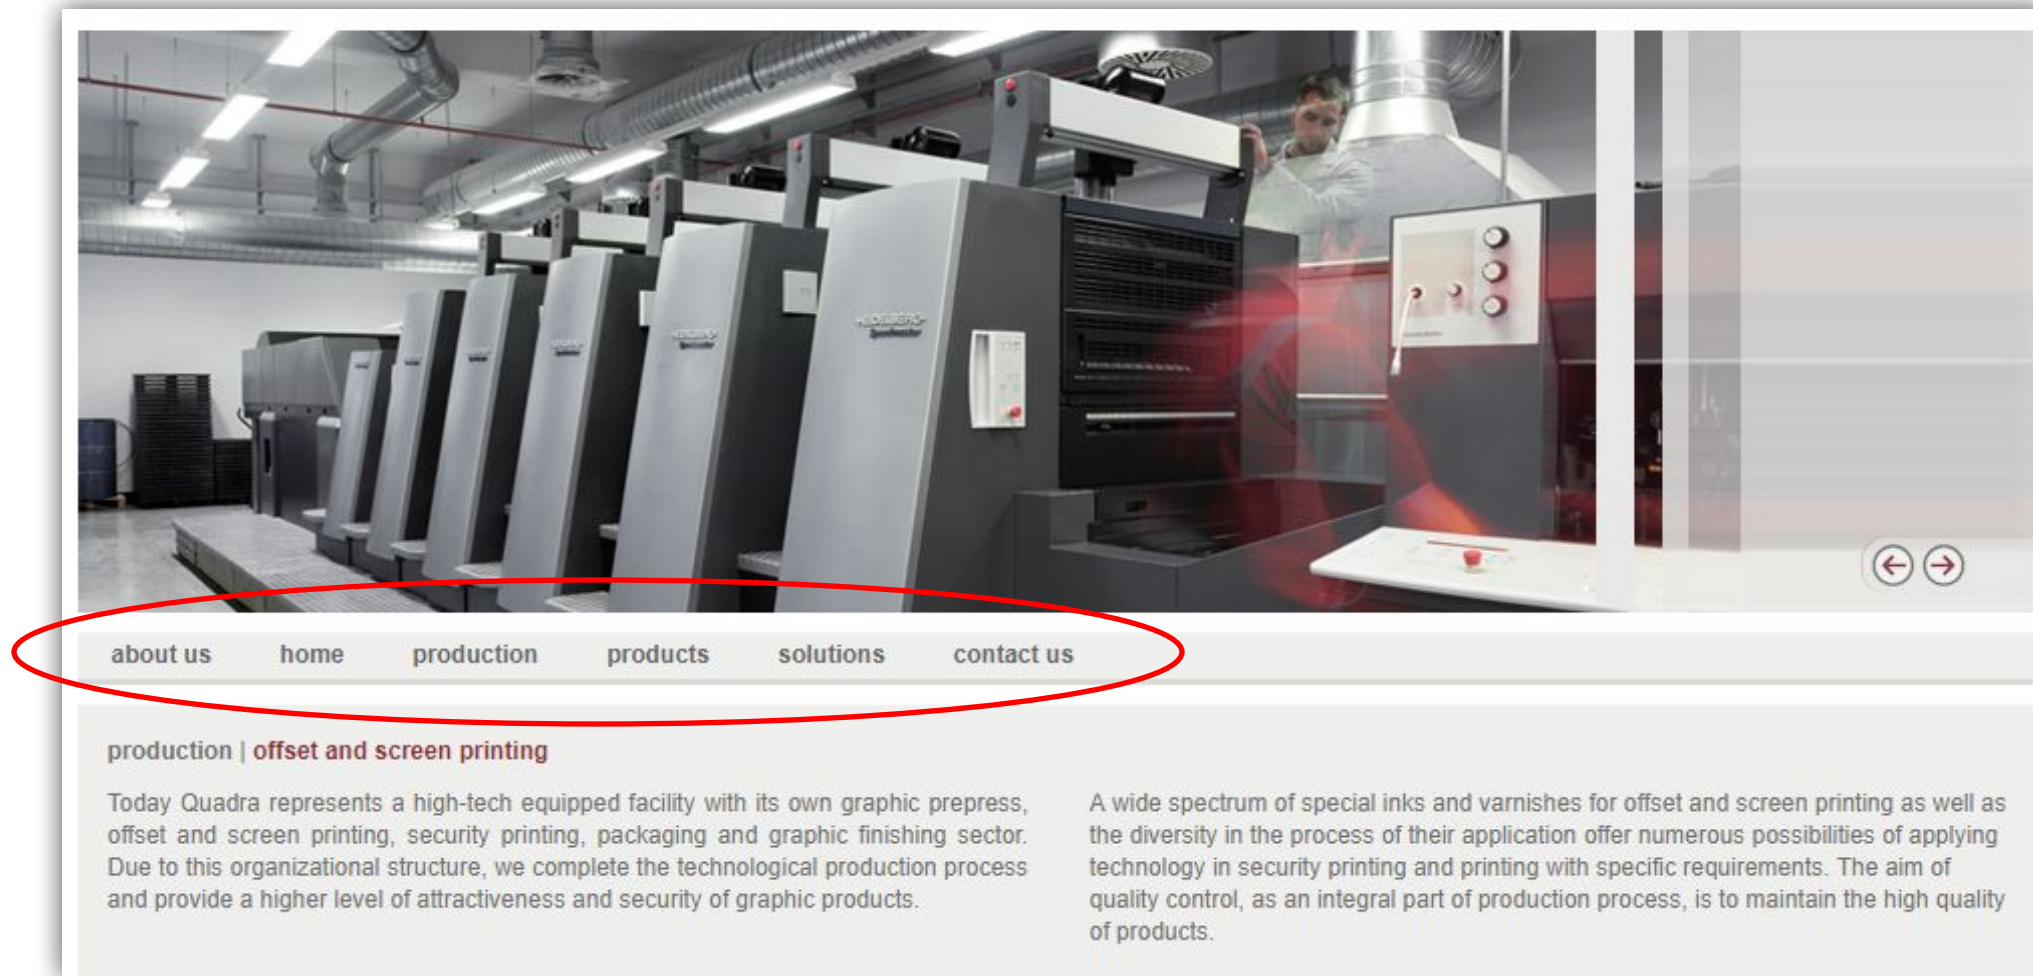 HEIDELBERG
Speedmaster
about us home production products solutions contact us
production | offset and screen printing
Today Quadra represents a high-tech equipped facility with its own graphic prepress,
offset and screen printing, security printing, packaging and graphic finishing sector.
Due to this organizational structure, we complete the technological production process
and provide a higher level of attractiveness and security of graphic products.
A wide spectrum of special inks and varnishes for offset and screen printing as well as
the diversity in the process of their application offer numerous possibilities of applying
technology in security printing and printing with specific requirements. The aim of
quality control, as an integral part of production process, is to maintain the high quality
of products.